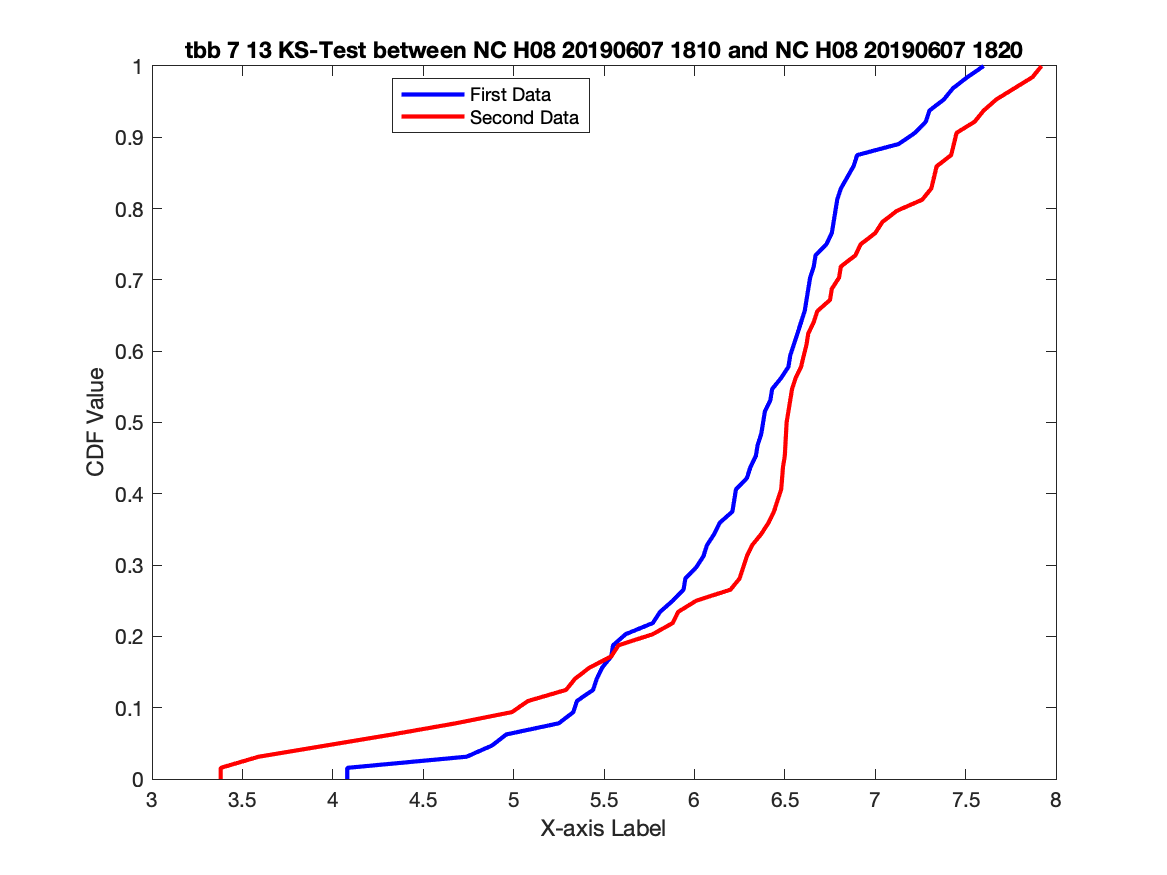 tbb 7 13 KS-Test between NC H08 20190607 1810 and NC H08 20190607 1820
First Data
Second Data
CDF Value
1
0.9
0.8
0.7
0.6
0.5
0.4
0.3
0.2
0.1
0
3 3.5 4 4.5 5 5.5 6 6.5 7 7.5 8
X-axis Label